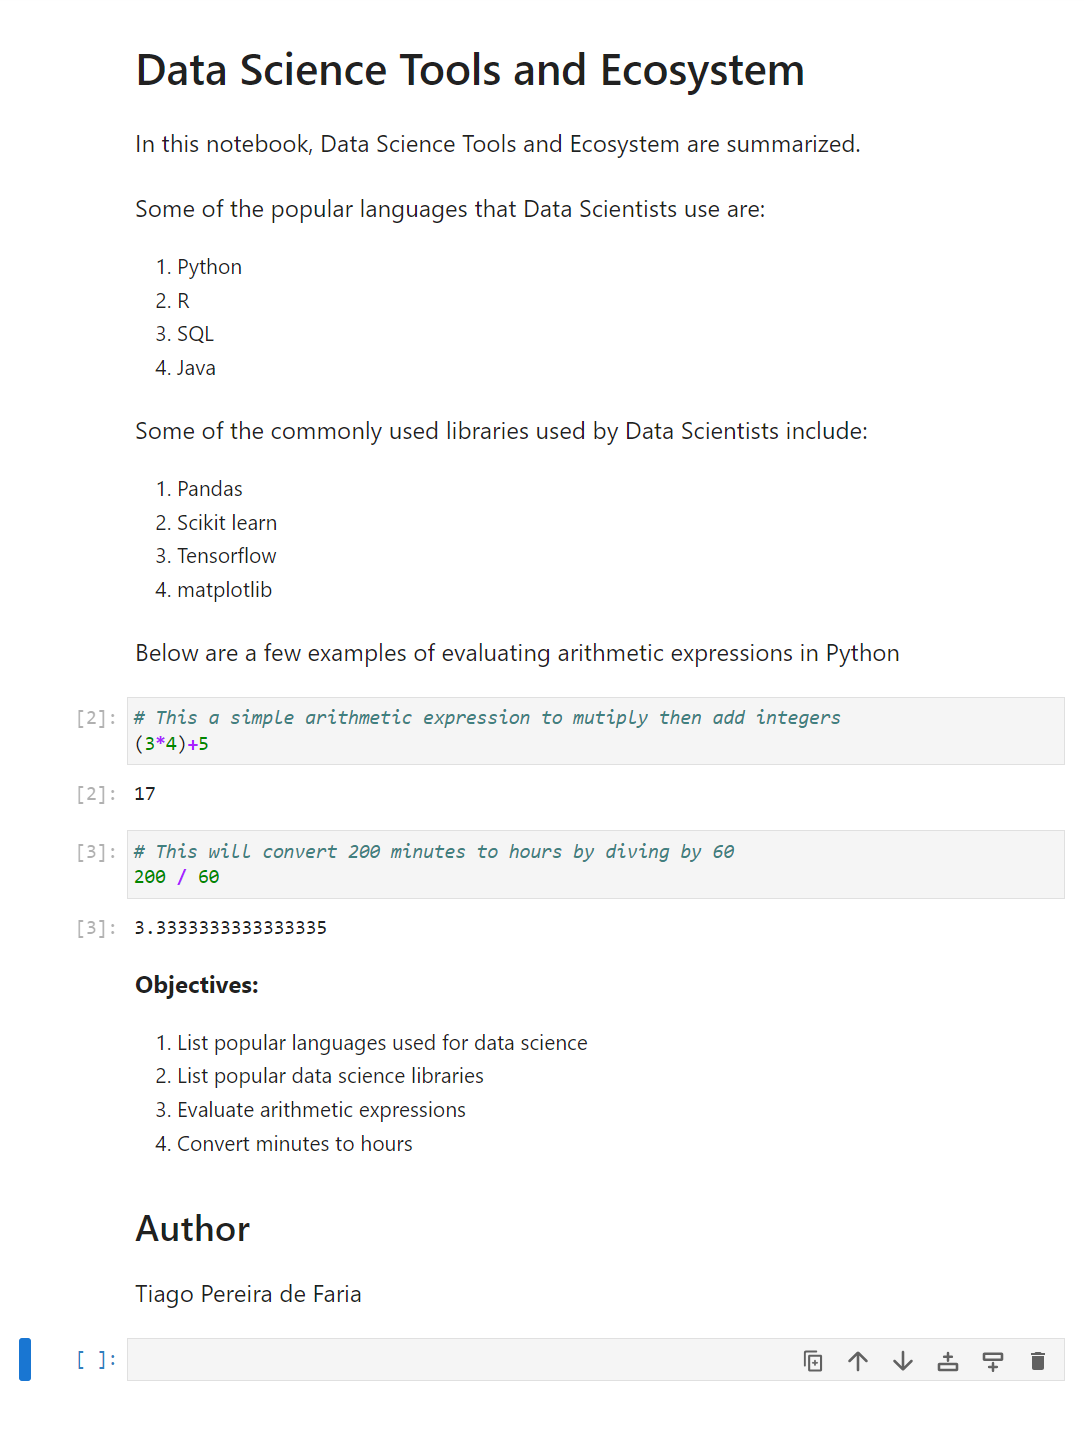 Data Science Tools and Ecosystem
In this notebook, Data Science Tools and Ecosystem are summarized.
Some of the popular languages that Data Scientists use are:
1. Python
2. R
3. SQL
4. Java
Some of the commonly used libraries used by Data Scientists include:
1. Pandas
2. Scikit learn
3. Tensorflow
4. matplotlib
Below are a few examples of evaluating arithmetic expressions in Python
[2]: # This a simple arithmetic expression to mutiply then add integers
(3*4)+5
[2]: 17
[3]: # This will convert 200 minutes to hours by diving by 60
200 / 60
[3]: 3.3333333333333335
Objectives:
1. List popular languages used for data science
2. List popular data science libraries
3. Evaluate arithmetic expressions
4. Convert minutes to hours
Author
Tiago Pereira de Faria
[ ]: